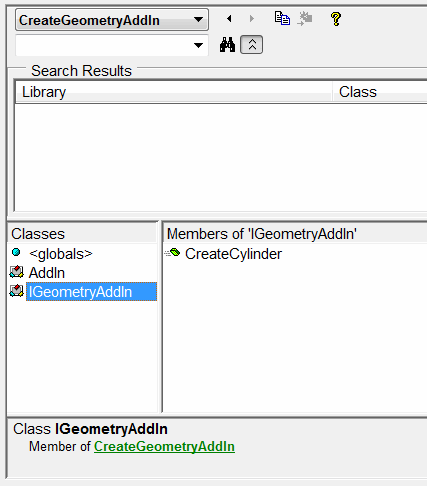 CreateGeometryAddIn
Search Results
Library Class
Classes Members of 'IGeometryAddIn'
<globals> CreateCylinder
AddIn
IGeometryAddIn
Class IGeometryAddIn
Member of CreateGeometryAddIn